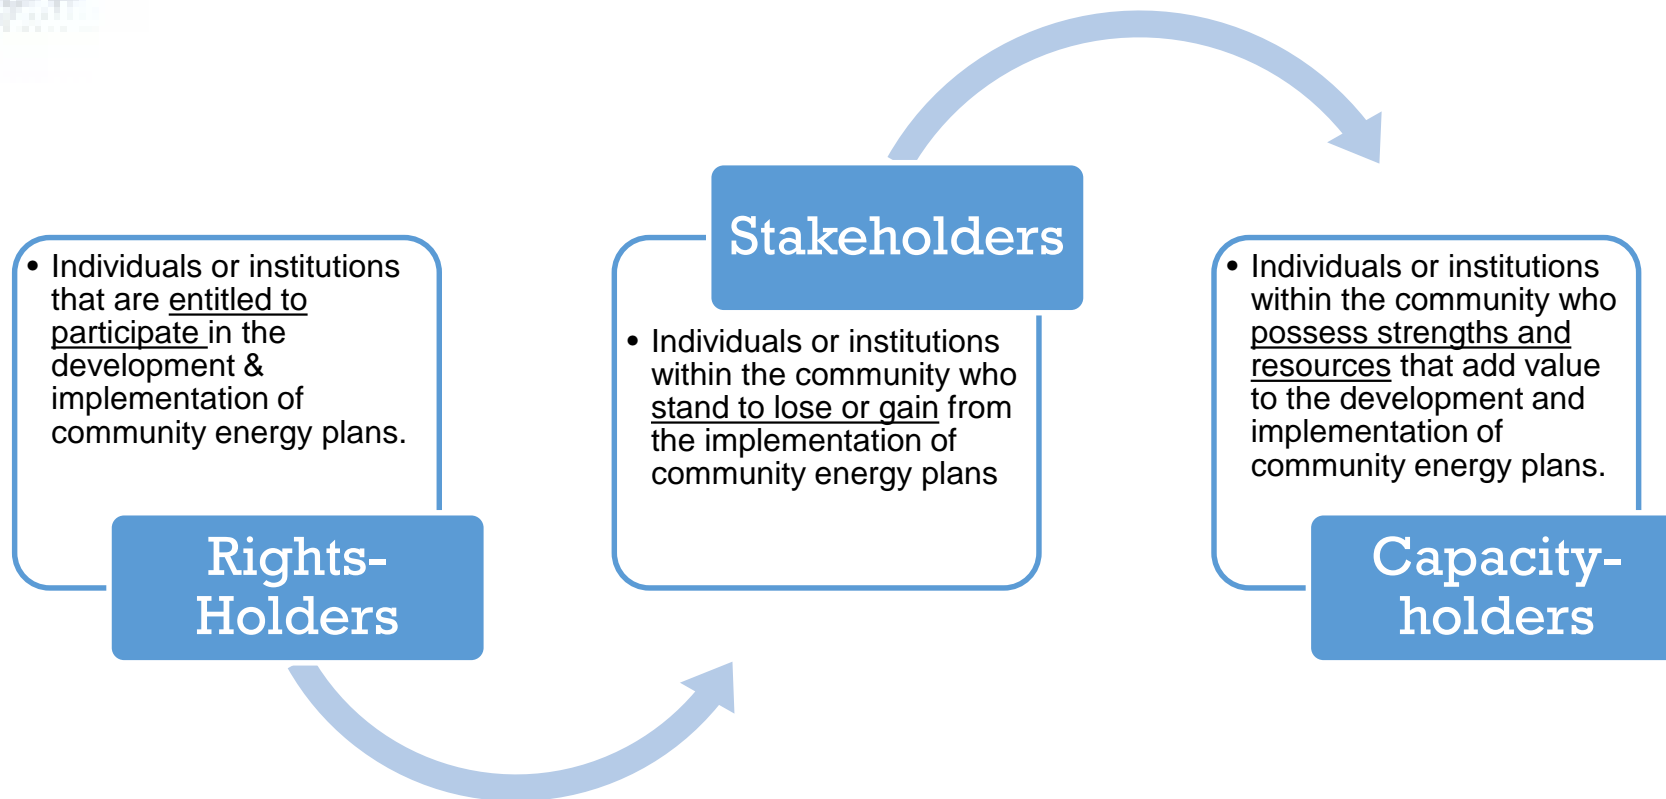 • Individuals or institutions
that are entitled to
participate in the
development &
implementation of
community energy plans.
Rights-
Holders
Stakeholders
• Individuals or institutions
within the community who
stand to lose or gain from
the implementation of
community energy plans
• Individuals or institutions
within the community who
possess strengths and
resources that add value
to the development and
implementation of
community energy plans.
Capacity-
holders